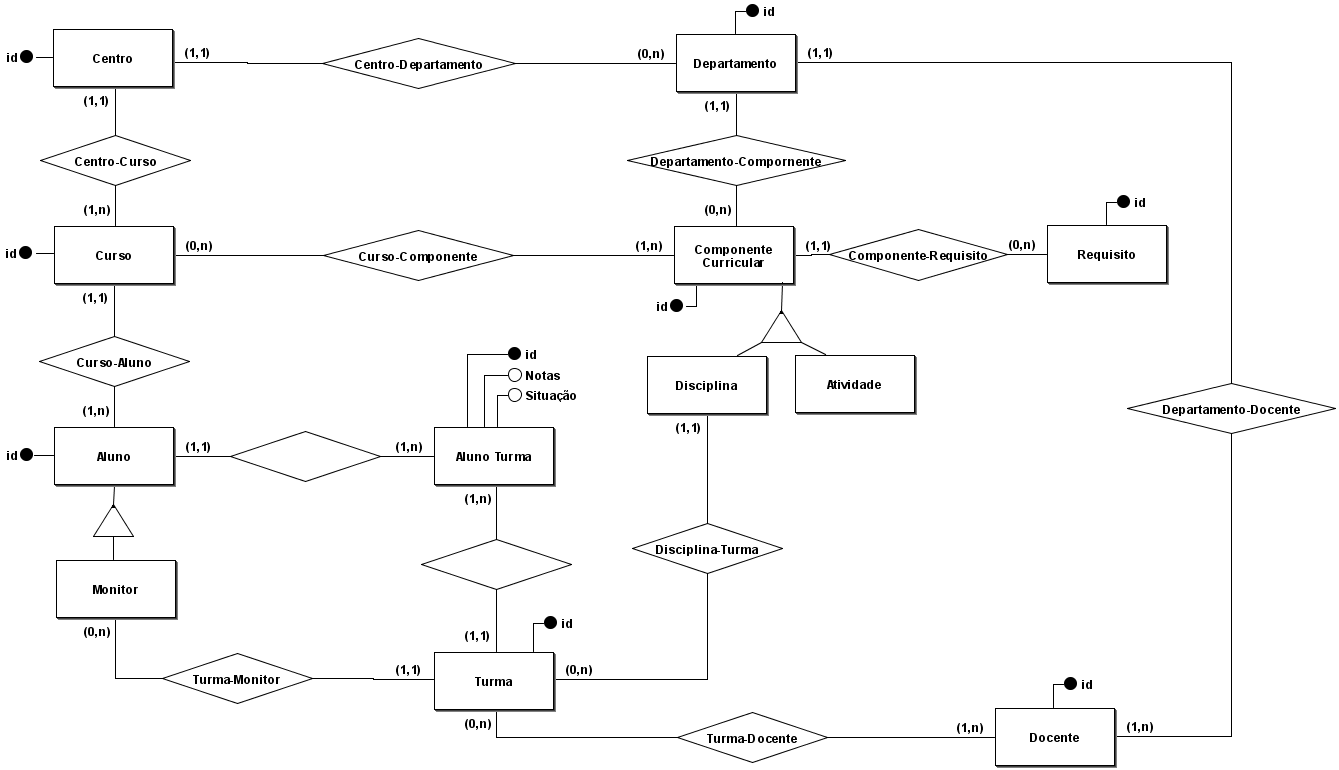 id
id
Centro
(1,1)
Centro-Departamento
(0,n)
Departamento
(1,1)
(1,1)
(1,1)
Centro-Curso
Departamento-Compornente
(1,n)
(0,n)
id
id
Curso
(0,n)
Curso-Componente
(1,n)
Componente
Curricular
(1,1)
Componente-Requisito
(0,n)
Requisito
(1,1)
id
Curso-Aluno
id
Notas
Situação
Disciplina
Atividade
Departamento-Docente
(1,n)
(1,1)
id
Aluno
(1,1)
(1,n)
Aluno Turma
(1,n)
Disciplina-Turma
Monitor
(0,n)
(1,1)
id
Turma-Monitor
(1,1)
Turma
(0,n)
id
(0,n)
Turma-Docente
(1,n)
Docente
(1,n)